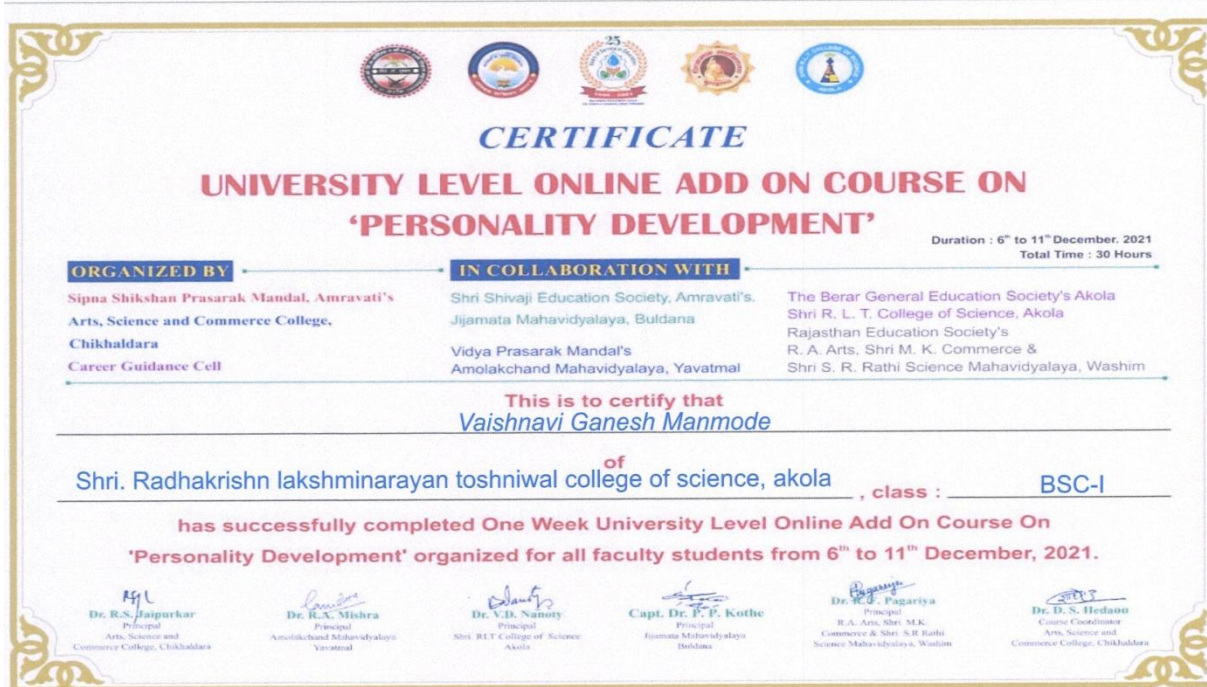 25
CERTIFICATE
UNIVERSITY LEVEL ONLINE ADD ON COURSE ON
‘PERSONALITY DEVELOPMENT’
Duration : 6th to 11th December. 2021
Total Time : 30 Hours
ORGANIZED BY
Sipna Shikshan Prasarak Mandal, Amravati's
Arts, Science and Commerce College,
Chikhaldara
Career Guidance Cell
IN COLLABORATION WITH
Shri Shivaji Education Society, Amravati's.
Jijamata Mahavidyalaya, Buldana
Vidya Prasarak Mandal's
Amolakchand Mahavidyalaya, Yavatmal
The Berar General Education Society's Akola
Shri R. L. T. College of Science, Akola
Rajasthan Education Society's
R. A. Arts, Shri M. K. Commerce &
Shri S. R. Rathi Science Mahavidyalaya, Washim
This is to certify that
Vaishnavi Ganesh Manmode
of
Shri. Radhakrishn lakshminarayan toshniwal college of science, akola , class : BSC-I
has successfully completed One Week University Level Online Add On Course On
'Personality Development' organized for all faculty students from 6th to 11th December, 2021.
Dr. R.S. Jaipurkar
Principal
Arts, Science and
Commerce College, Chikhaldara
Dr. R.A. Mishra
Principal
Amolakchand Mahavidyalaya
Yavatmal
Dr. V.D. Nanoty
Principal
Shri. RLT College of Science
Akola
Capt. Dr. P. P. Kothe
Principal
Jijamata Mahavidyalaya
Buldana
Pagariya
Principal
R.A. Arts, Shri. M.K.
Commerce & Shri. S.R Rathi
Science Mahavidyalaya, Washim
Dr. D. S. Hedaoo
Course Coordinator
Arts, Science and
Commerce College, Chikhaldara